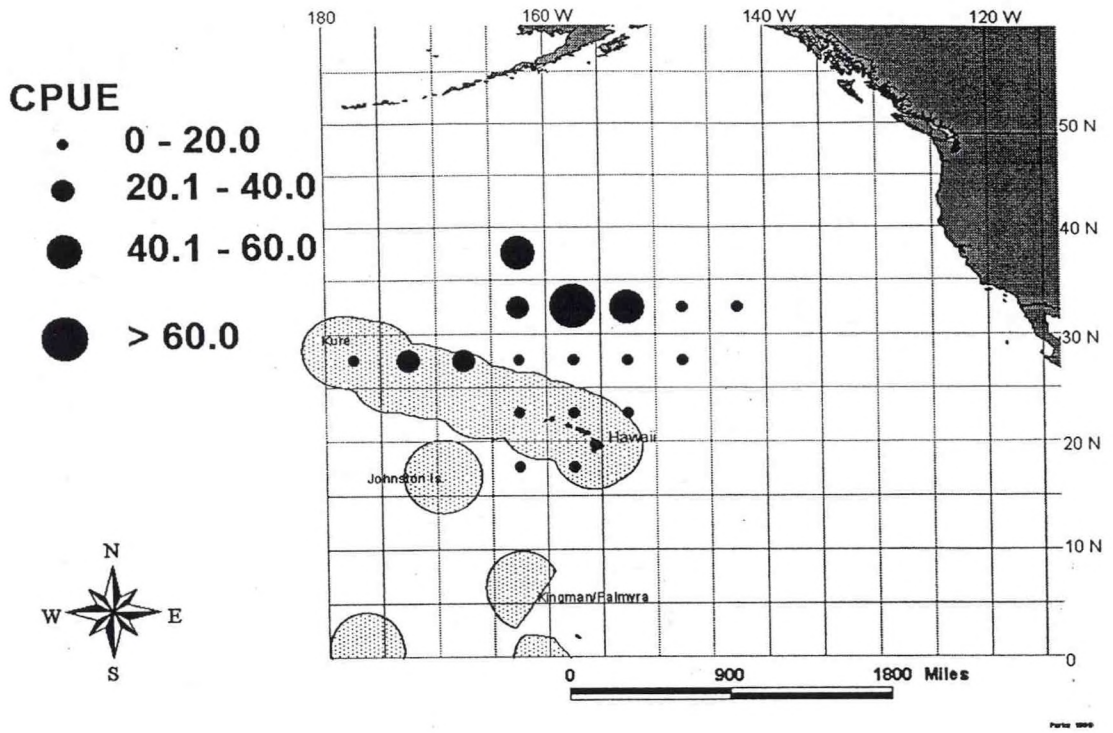 180 160 W 140 W 120 W
CPUE
0 - 20.0
20.1 - 40.0
40.1 - 60.0
> 60.0
50 N
40 N
30 N
Kure
20 N
Hawaii
Johnston Is.
10 N
Kingman/Palmyra
0
N
W E
S
0 900 1800 Miles